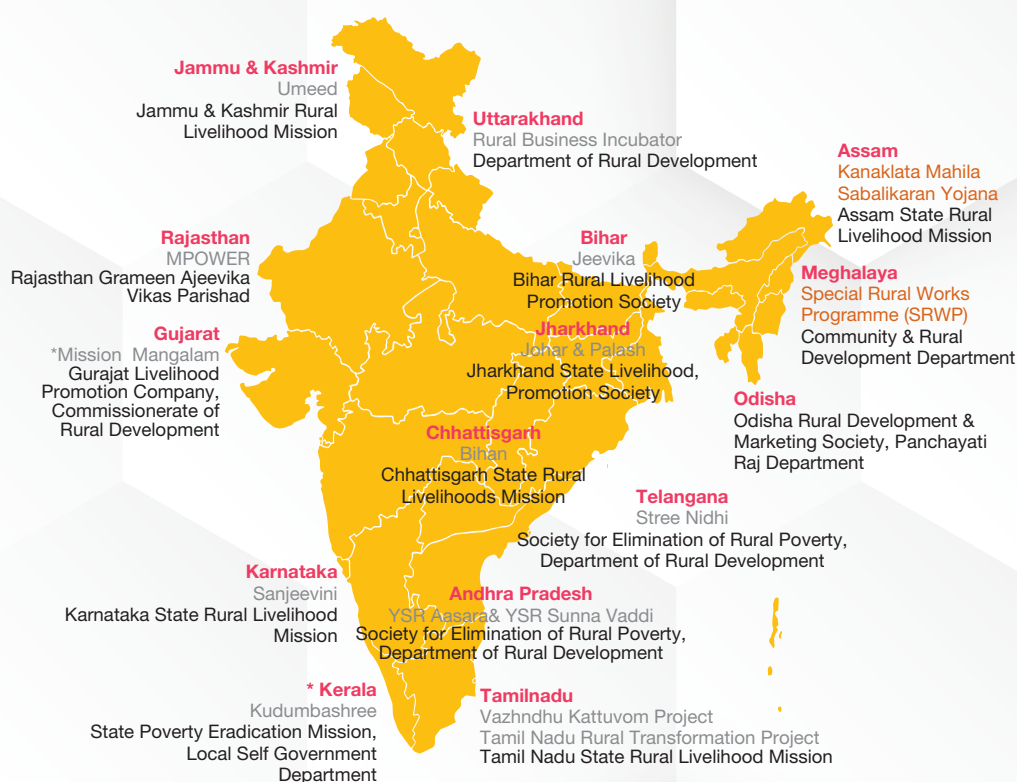 Jammu & Kashmir
Umeed
Jammu & Kashmir Rural
Livelihood Mission
Uttarakhand
Rural Business Incubator
Department of Rural Development
Assam
Kanaklata Mahila
Sabalikaran Yojana
Assam State Rural
Livelihood Mission
Rajasthan
MPOWER
Rajasthan Grameen Ajeevika
Vikas Parishad
Bihar
Jeevika
Bihar Rural Livelihood
Promotion Society
Meghalaya
Special Rural Works
Programme (SRWP)
Community & Rural
Development Department
Gujarat
*Mission Mangalam
Gurajat Livelihood
Promotion Company,
Commissionerate of
Rural Development
Jharkhand
Johar & Palash
Jharkhand State Livelihood,
Promotion Society
Odisha
Odisha Rural Development &
Marketing Society, Panchayati
Raj Department
Chhattisgarh
Bihan
Chhattisgarh State Rural
Livelihoods Mission
Telangana
Stree Nidhi
Society for Elimination of Rural Poverty,
Department of Rural Development
Karnataka
Sanjeevini
Karnataka State Rural Livelihood
Mission
Andhra Pradesh
YSR Aasara& YSR Sunna Vaddi
Society for Elimination of Rural Poverty,
Department of Rural Development
* Kerala
Kudumbashree
State Poverty Eradication Mission,
Local Self Government
Department
Tamilnadu
Vazhndhu Kattuvom Project
Tamil Nadu Rural Transformation Project
Tamil Nadu State Rural Livelihood Mission